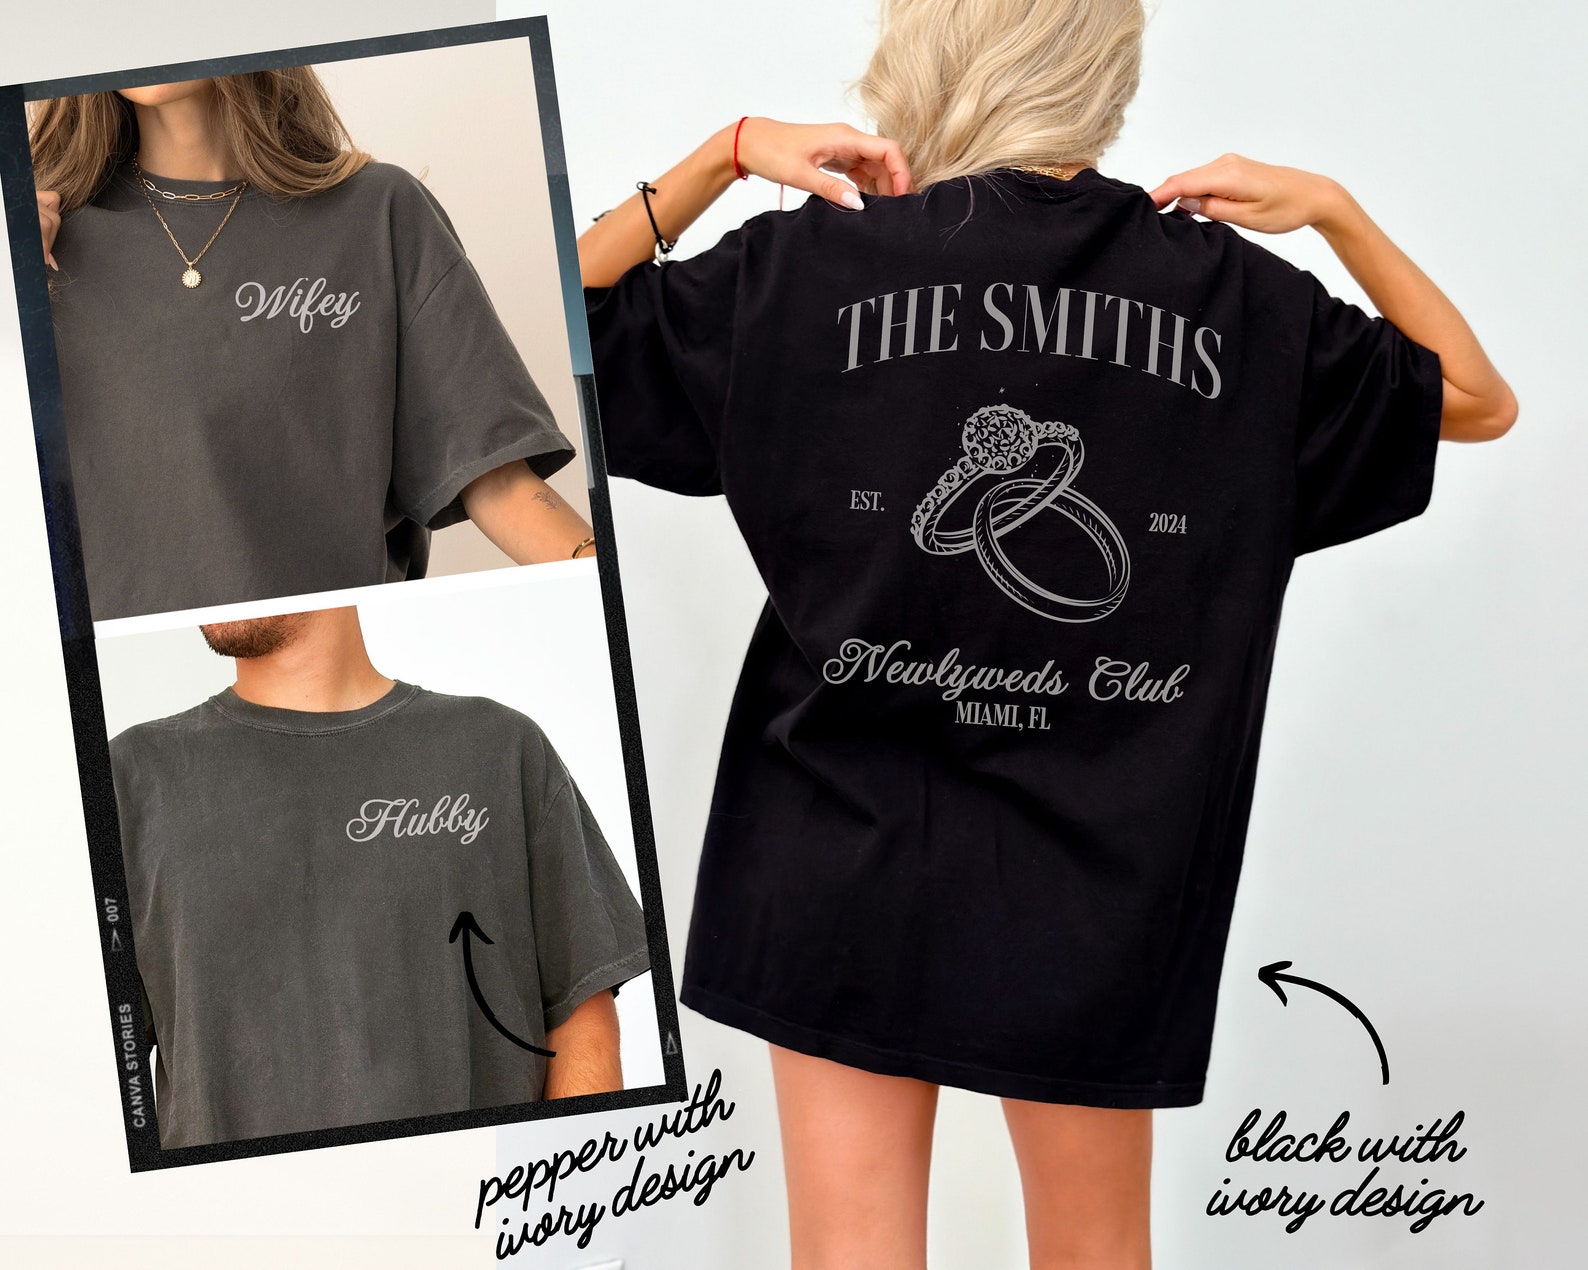 Wifey
Hubby
007
CANVA STORIES
pepper with
ivory design
THE SMITHS
EST.
2024
Newlyweds Club
MIAMI, FL
black with
ivory design